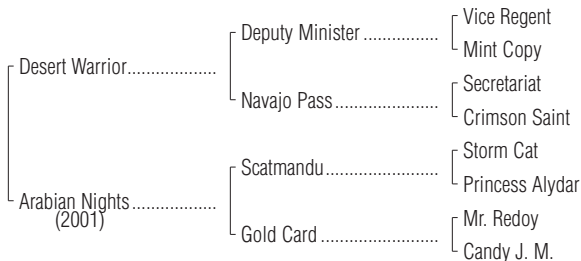 Vice Regent
Deputy Minister ................
Mint Copy
Desert Warrior...................
Secretariat
Navajo Pass ......................
Crimson Saint
Storm Cat
Scatmandu........................
Princess Alydar
Arabian Nights..................
(2001)
Mr. Redoy
Gold Card .........................
Candy J. M.